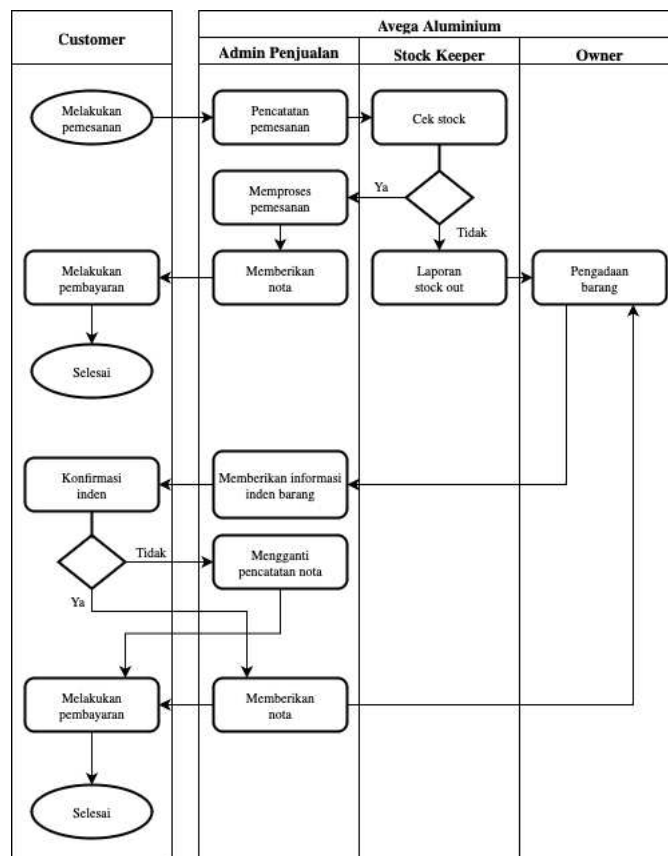 Customer
Avega Aluminium
Admin Penjualan
Stock Keeper
Owner
Melakukan
pemesanan
Pencatatan
pemesanan
Cek stock
Memproses
pemesanan
Ya
Tidak
Melakukan
pembayaran
Memberikan
nota
Laporan
stock out
Pengadaan
barang
Selesai
Konfirmasi
inden
Memberikan informasi
inden barang
Tidak
Mengganti
pencatatan nota
Ya
Melakukan
pembayaran
Memberikan
nota
Selesai